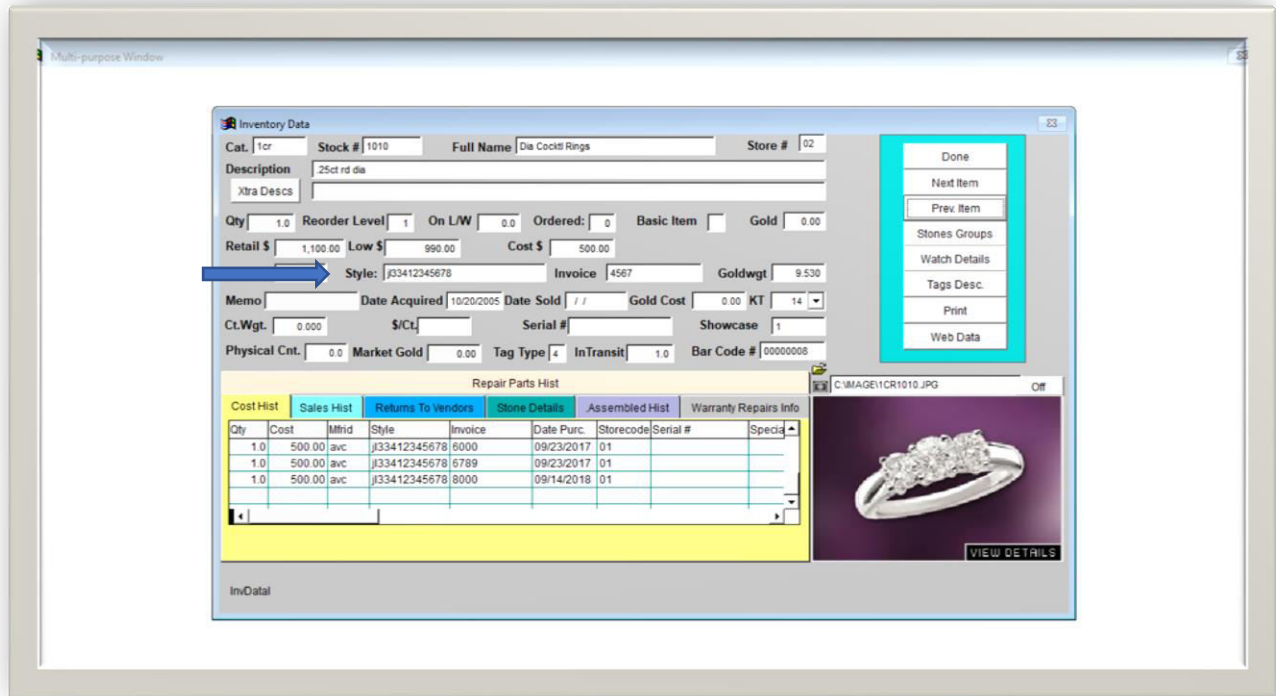 Multi-purpose Window
Inventory Data
Cat. 1cr Stock # 1010 Full Name Dia Cocktl Rings Store # 02
Description .25ct rd dia
Xtra Descs
Qty 1.0 Reorder Level 1 On L/W 0.0 Ordered: 0 Basic Item Gold 0.00
Retail $ 1,100.00 Low $ 990.00 Cost $ 500.00
Style: jl33412345678 Invoice 4567 Goldwgt 9.530
Memo Date Acquired 10/20/2005 Date Sold / / Gold Cost 0.00 KT 14
Ct.Wgt. 0.000 $/Ct. Serial # Showcase 1
Physical Cnt. 0.0 Market Gold 0.00 Tag Type 4 InTransit 1.0 Bar Code # 00000008
Done
Next Item
Prev. Item
Stones Groups
Watch Details
Tags Desc.
Print
Web Data
Repair Parts Hist
Cost Hist Sales Hist Returns To Vendors Stone Details Assembled Hist Warranty Repairs Info
Qty Cost Mfrid Style Invoice Date Purc. Storecode Serial # Specia
1.0 500.00 avc jl33412345678 6000 09/23/2017 01
1.0 500.00 avc jl33412345678 6789 09/23/2017 01
1.0 500.00 avc jl33412345678 8000 09/14/2018 01
C:\IMAGE\1CR1010.JPG Off
VIEW DETAILS
InvDataI